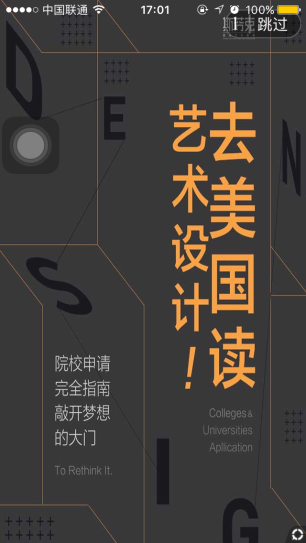 中国联通
17:01
100%
跳过
去美国读
艺术设计！
D
E
S
I
G
N
院校申请
完全指南
敲开梦想
的大门
To Rethink It.
Colleges&
Universities
Apllication